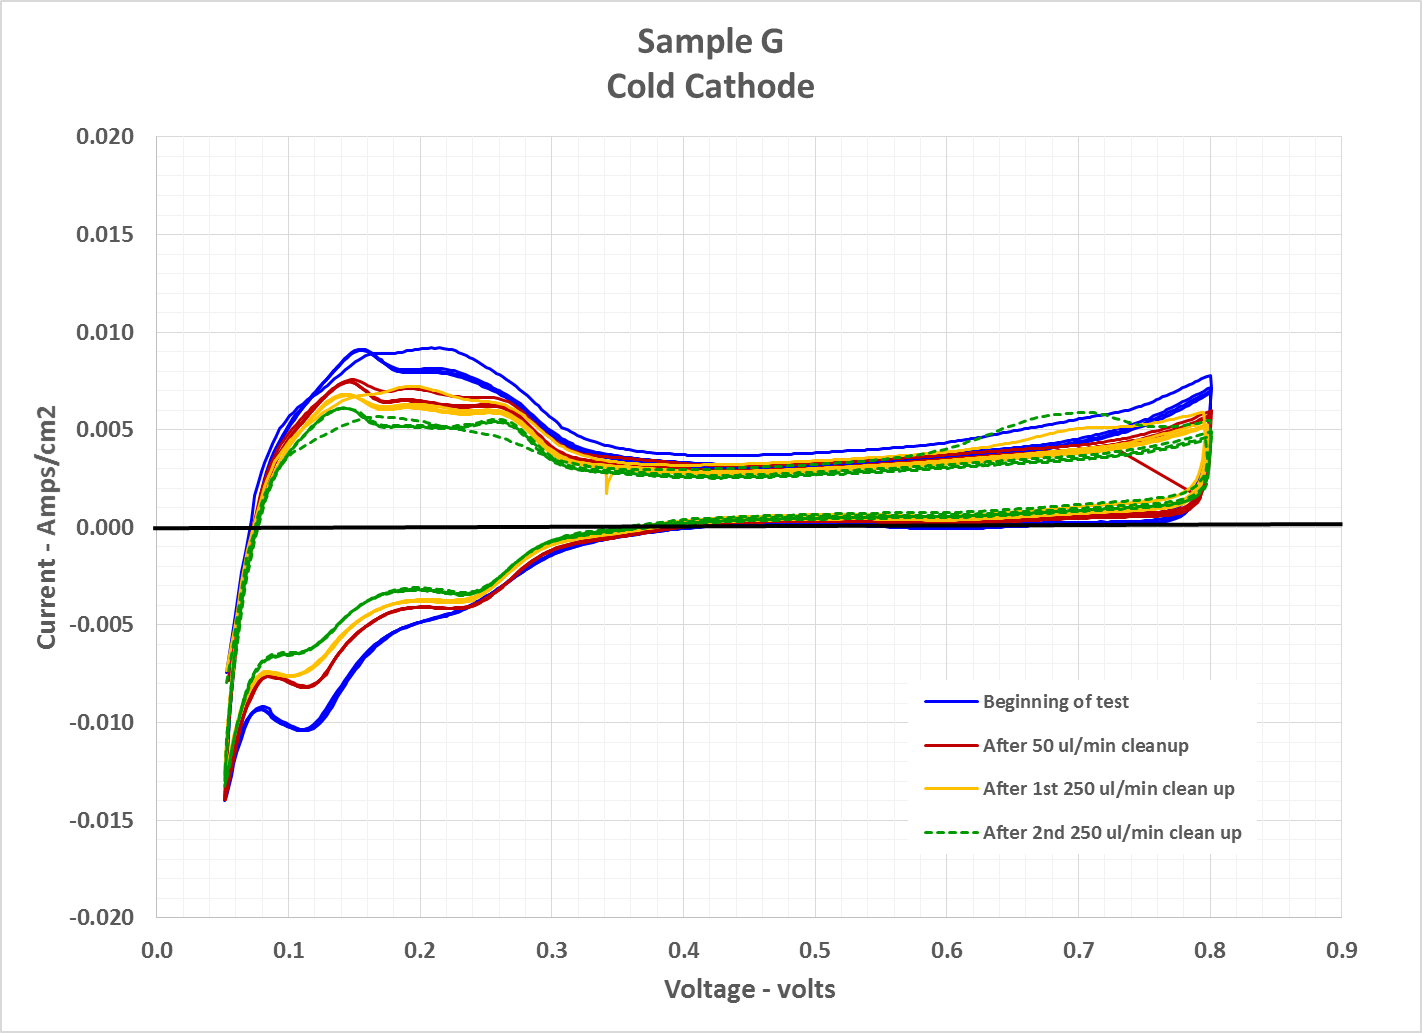 Sample G
Cold Cathode
0.020
0.015
0.010
0.005
0.000
-0.005
-0.010
-0.015
-0.020
Current - Amps/cm2
0.0 0.1 0.2 0.3 0.4 0.5 0.6 0.7 0.8 0.9
Voltage - volts
Beginning of test
After 50 ul/min cleanup
After 1st 250 ul/min clean up
After 2nd 250 ul/min clean up